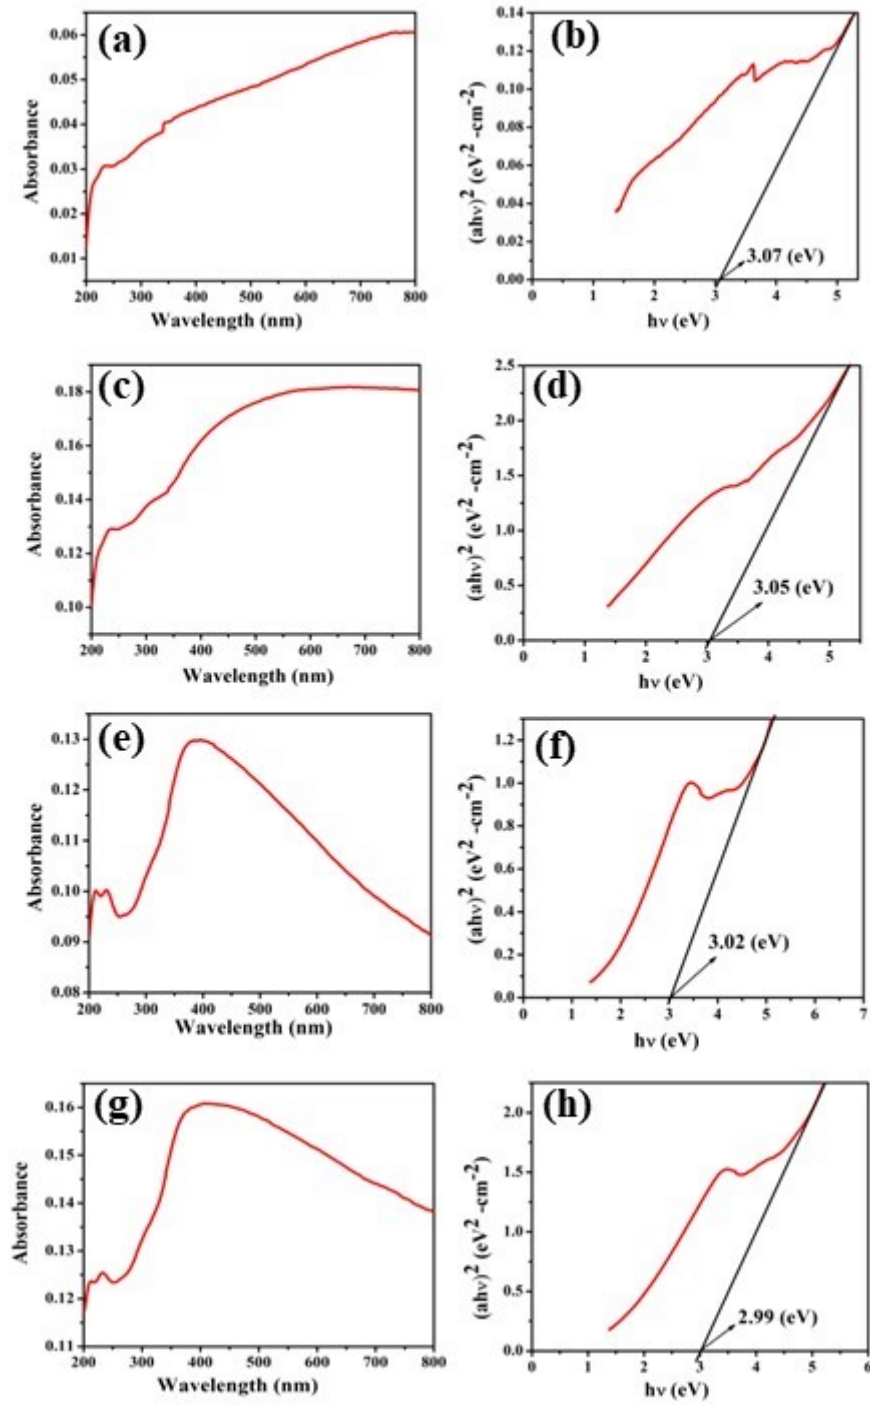 (a)
0.06
0.05
0.04
0.03
0.02
0.01
Absorbance
200 300 400 500 600 700 800
Wavelength (nm)
(b)
0.14
0.12
0.10
0.08
0.06
0.04
0.02
0.00
(ahν)² (eV² -cm⁻²)
3.07 (eV)
0 1 2 3 4 5
hν (eV)
(c)
0.18
0.16
0.14
0.12
0.10
Absorbance
200 300 400 500 600 700 800
Wavelength (nm)
(d)
2.5
2.0
1.5
1.0
0.5
0.0
(ahν)² (eV² -cm⁻²)
3.05 (eV)
0 1 2 3 4 5
hν (eV)
(e)
0.13
0.12
0.11
0.10
0.09
0.08
Absorbance
200 300 400 500 600 700 800
Wavelength (nm)
(f)
1.2
1.0
0.8
0.6
0.4
0.2
0.0
(ahν)² (eV² -cm⁻²)
3.02 (eV)
0 1 2 3 4 5 6 7
hν (eV)
(g)
0.16
0.15
0.14
0.13
0.12
0.11
Absorbance
200 300 400 500 600 700 800
Wavelength (nm)
(h)
2.0
1.5
1.0
0.5
0.0
(ahν)² (eV² -cm⁻²)
2.99 (eV)
0 1 2 3 4 5 6
hν (eV)